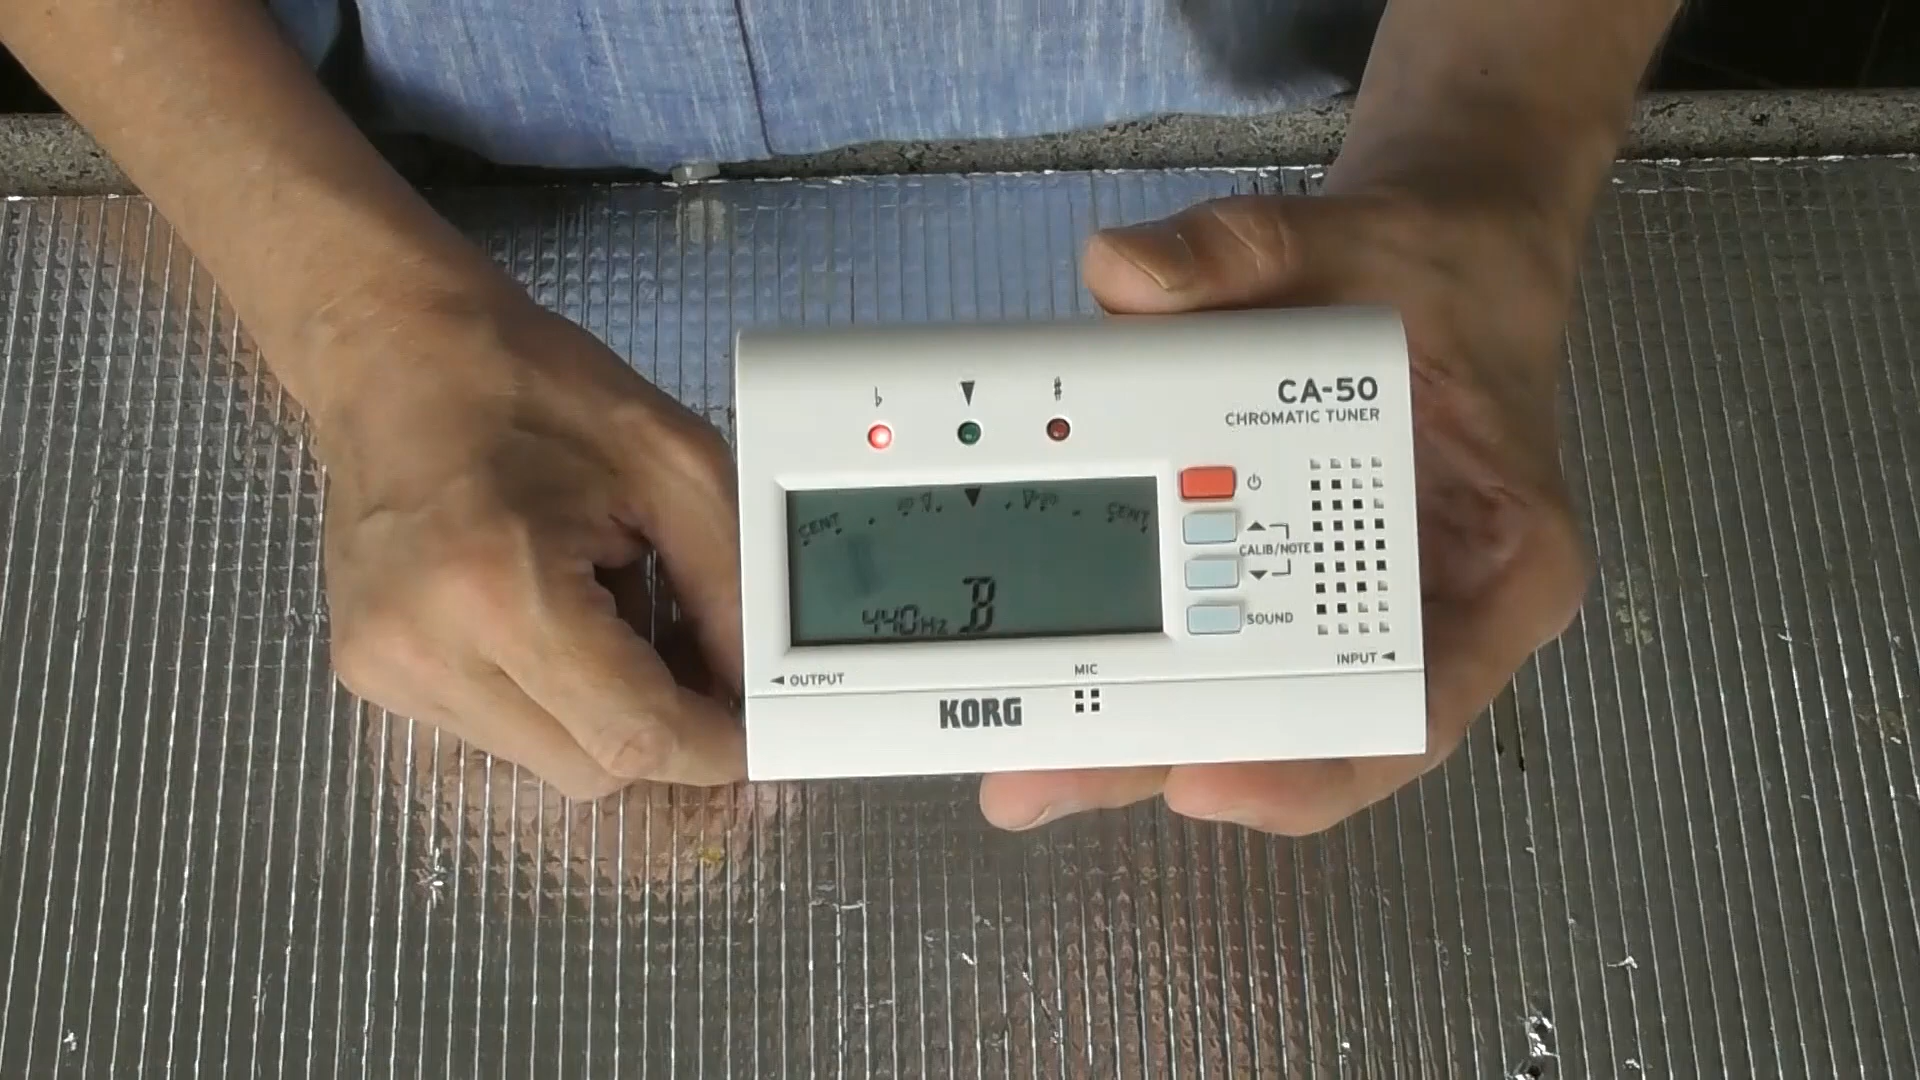 ♭ ▼ ♯
CA-50
CHROMATIC TUNER
CENT CENT
440Hz B
CALIB/NOTE
SOUND
INPUT
OUTPUT
MIC
KORG